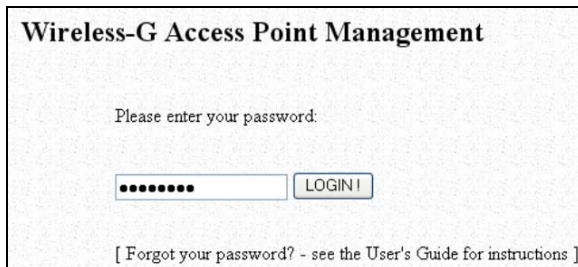 Wireless-G Access Point Management
Please enter your password:
●●●●●●●● LOGIN !
[ Forgot your password? - see the User's Guide for instructions ]